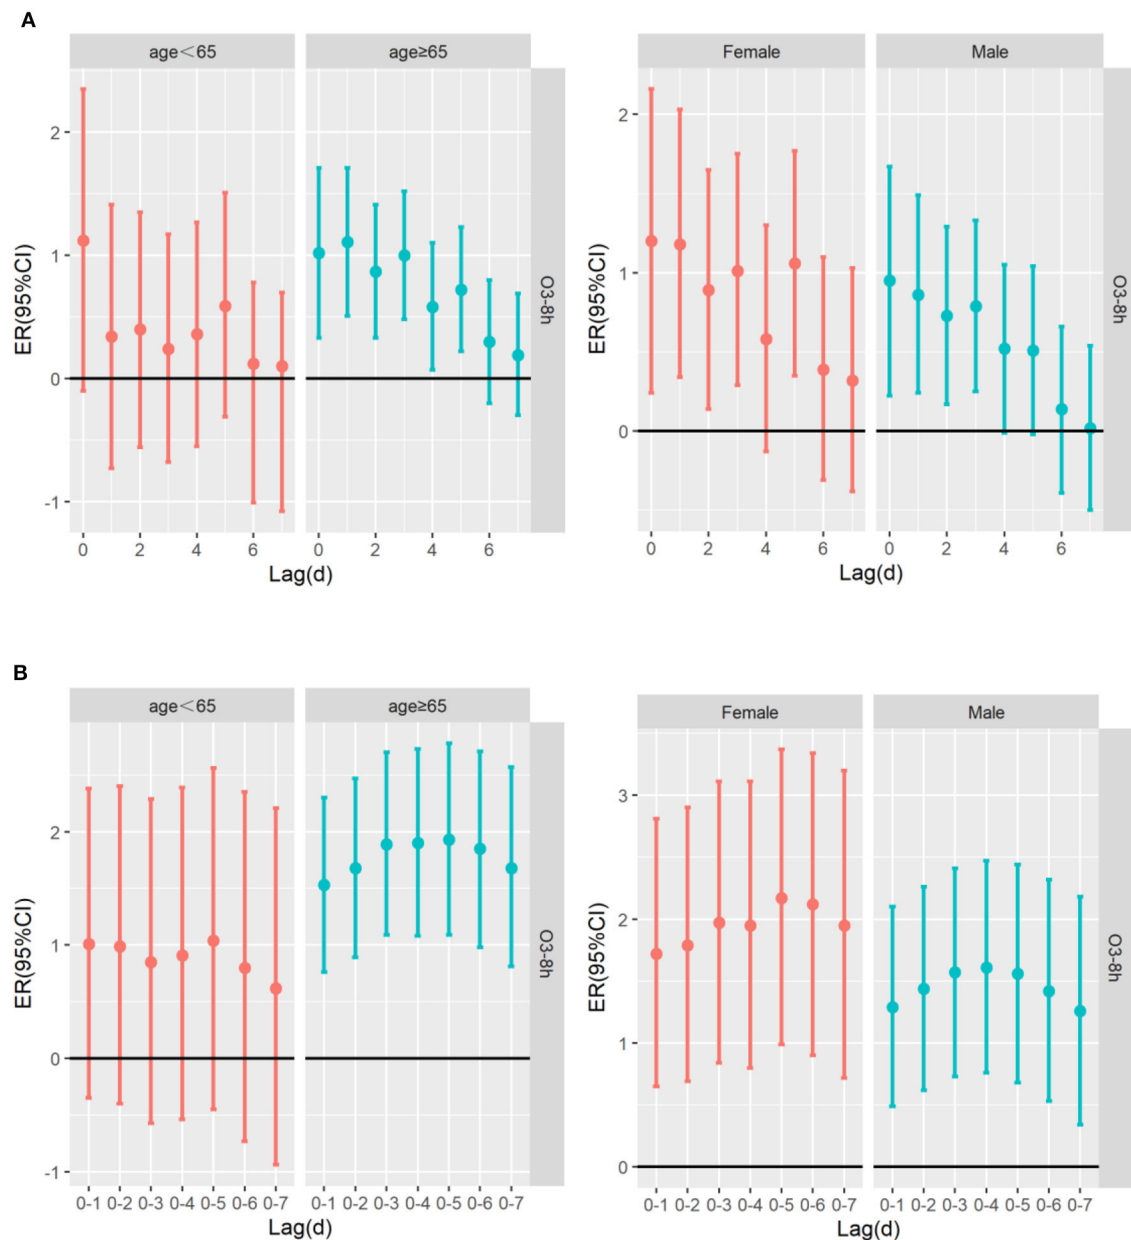 A
age＜65 age≥65
Female Male
2
1
0
-1
ER(95%CI)
O3-8h
0 2 4 6 0 2 4 6
Lag(d)
2
1
0
ER(95%CI)
O3-8h
0 2 4 6 0 2 4 6
Lag(d)
B
age＜65 age≥65
Female Male
2
1
0
-1
ER(95%CI)
O3-8h
0-1 0-2 0-3 0-4 0-5 0-6 0-7 0-1 0-2 0-3 0-4 0-5 0-6 0-7
Lag(d)
3
2
1
0
ER(95%CI)
O3-8h
0-1 0-2 0-3 0-4 0-5 0-6 0-7 0-1 0-2 0-3 0-4 0-5 0-6 0-7
Lag(d)